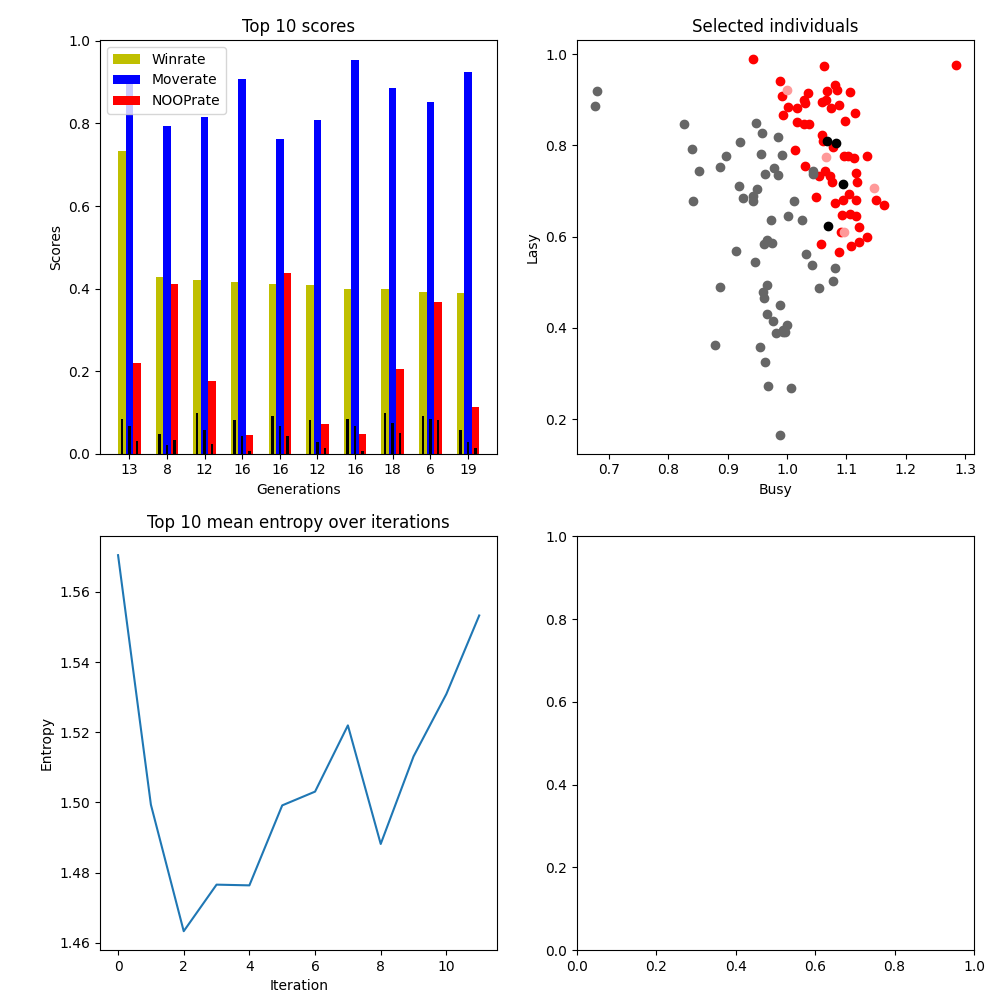 Top 10 scores
1.0
0.8
0.6
0.4
0.2
0.0
Scores
Winrate
Moverate
NOOPrate
13 8 12 16 16 12 16 18 6 19
Generations
Selected individuals
0.8
0.6
0.4
0.2
Lasy
0.7 0.8 0.9 1.0 1.1 1.2 1.3
Busy
Top 10 mean entropy over iterations
1.56
1.54
1.52
1.50
1.48
1.46
Entropy
0 2 4 6 8 10
Iteration
1.0
0.8
0.6
0.4
0.2
0.0
0.0 0.2 0.4 0.6 0.8 1.0